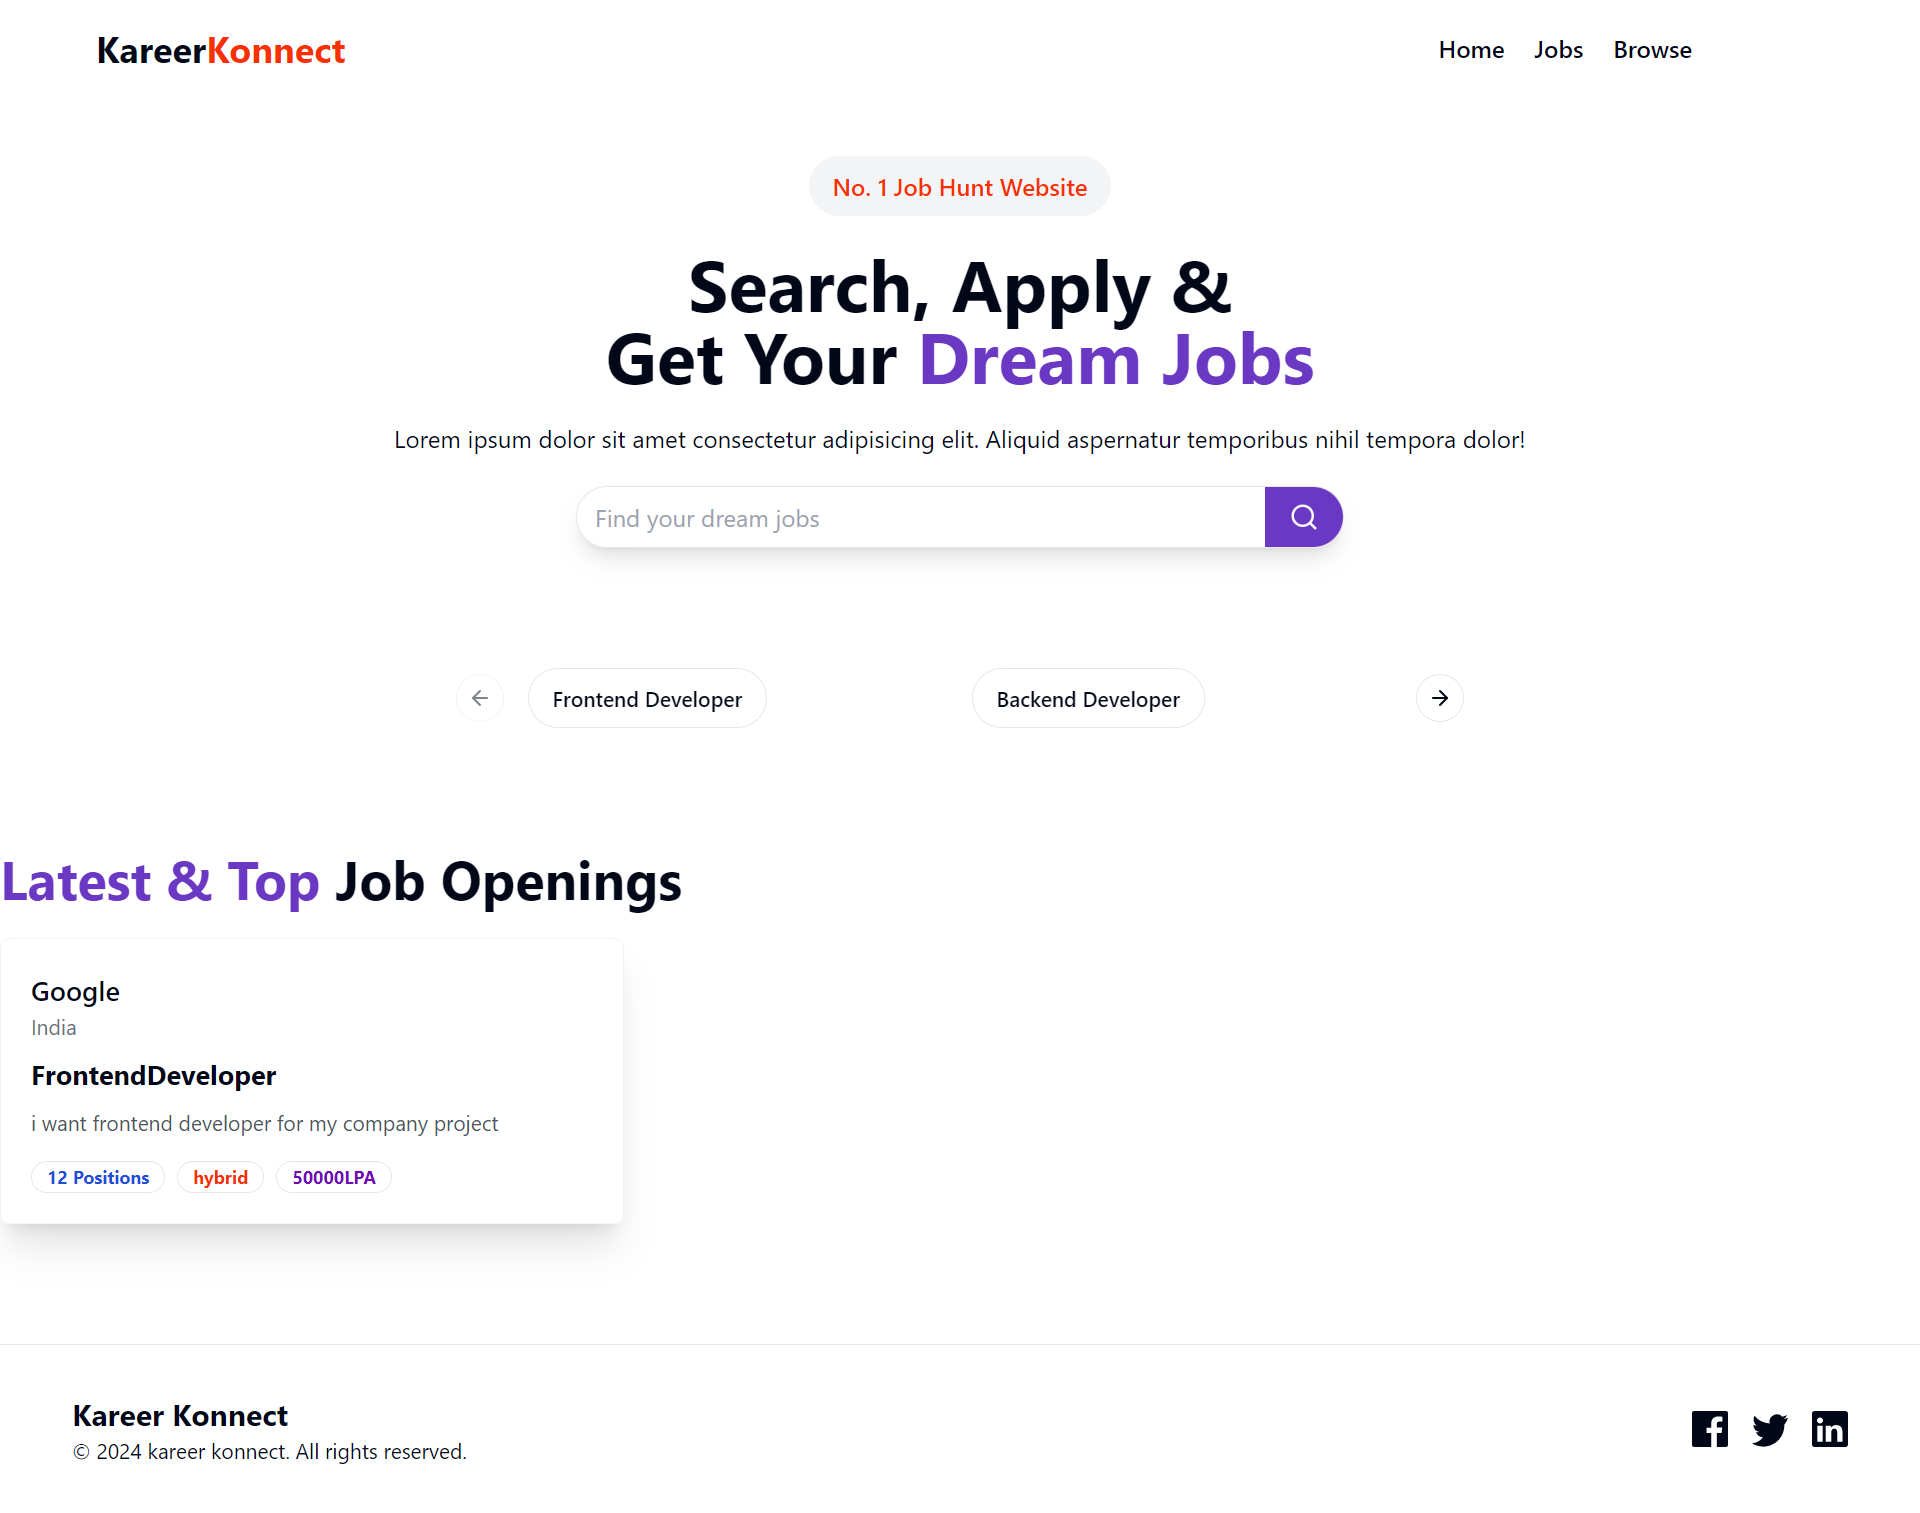 KareerKonnect
Home Jobs Browse
No. 1 Job Hunt Website
Search, Apply &
Get Your Dream Jobs
Lorem ipsum dolor sit amet consectetur adipisicing elit. Aliquid aspernatur temporibus nihil tempora dolor!
Find your dream jobs
Frontend Developer
Backend Developer
Latest & Top Job Openings
Google
India
FrontendDeveloper
i want frontend developer for my company project
12 Positions hybrid 50000LPA
Kareer Konnect
© 2024 kareer konnect. All rights reserved.